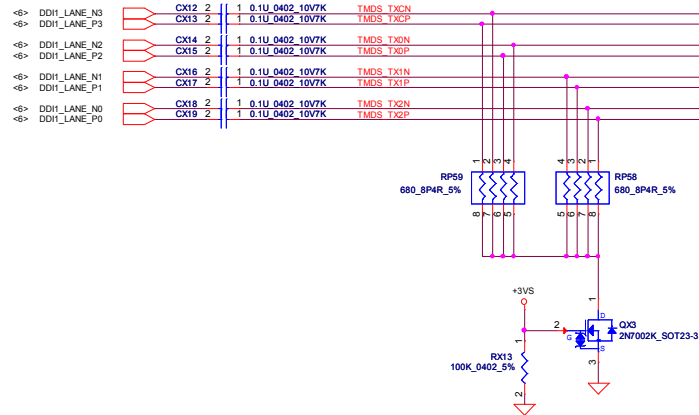 <6> DDI1_LANE_N3 CX12 2 1 0.1U_0402_10V7K TMDS_TXCN
<6> DDI1_LANE_P3 CX13 2 1 0.1U_0402_10V7K TMDS_TXCP
<6> DDI1_LANE_N2 CX14 2 1 0.1U_0402_10V7K TMDS_TX0N
<6> DDI1_LANE_P2 CX15 2 1 0.1U_0402_10V7K TMDS_TX0P
<6> DDI1_LANE_N1 CX16 2 1 0.1U_0402_10V7K TMDS_TX1N
<6> DDI1_LANE_P1 CX17 2 1 0.1U_0402_10V7K TMDS_TX1P
<6> DDI1_LANE_N0 CX18 2 1 0.1U_0402_10V7K TMDS_TX2N
<6> DDI1_LANE_P0 CX19 2 1 0.1U_0402_10V7K TMDS_TX2P
1 2 3 4 4 3 2 1
RP59 RP58
680_8P4R_5% 680_8P4R_5%
8 7 6 5 5 6 7 8
+3VS
1
D
QX3
2 2N7002K_SOT23-3
G
S
1 3
RX13
100K_0402_5%
2